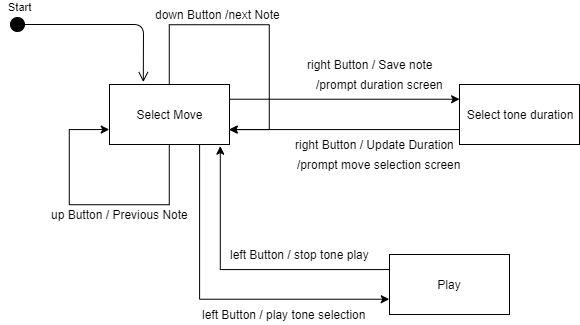 Start
down Button /next Note
right Button / Save note
/prompt duration screen
Select Move
Select tone duration
right Button / Update Duration
/prompt move selection screen
up Button / Previous Note
left Button / stop tone play
Play
left Button / play tone selection